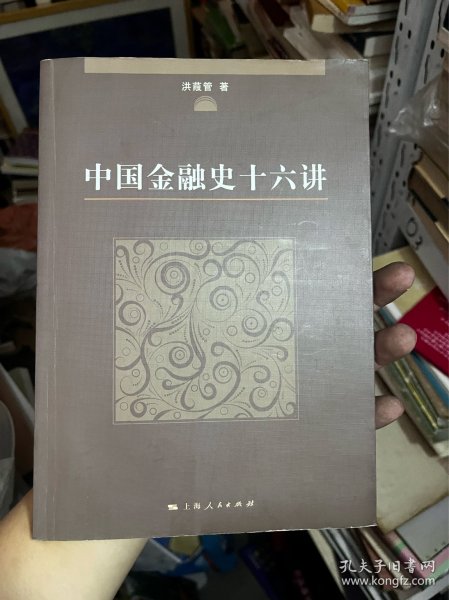 洪葭管 著
中国金融史十六讲
上海人民出版社
孔夫子旧书网
www.kongfz.com